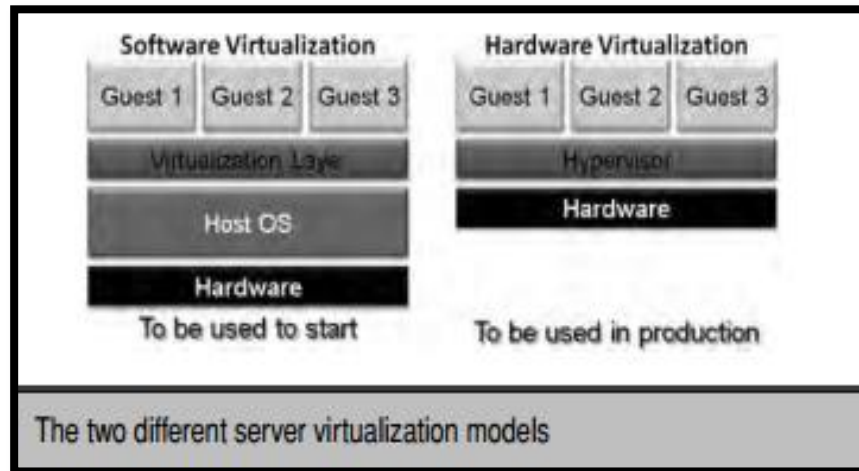 Software Virtualization
Guest 1 Guest 2 Guest 3
Virtualization Laye
Host OS
Hardware
To be used to start
Hardware Virtualization
Guest 1 Guest 2 Guest 3
Hypervisor
Hardware
To be used in production
The two different server virtualization models